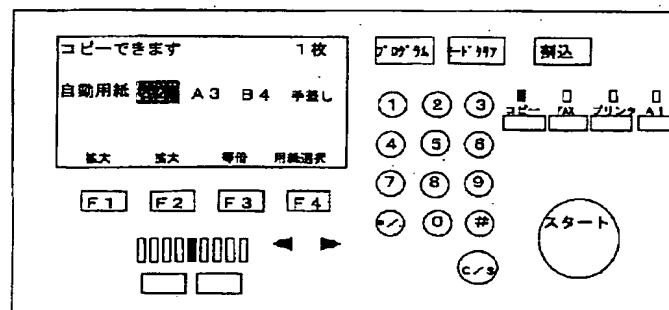 コピーできます 1枚
自動用紙 A3 B4 手差し
拡大 拡大 等倍 用紙選択
F1 F2 F3 F4
プログラム モードクリア 割込
コピー FAX プリンタ
1 2 3
4 5 6
7 8 9
0 #
C/S
スタート